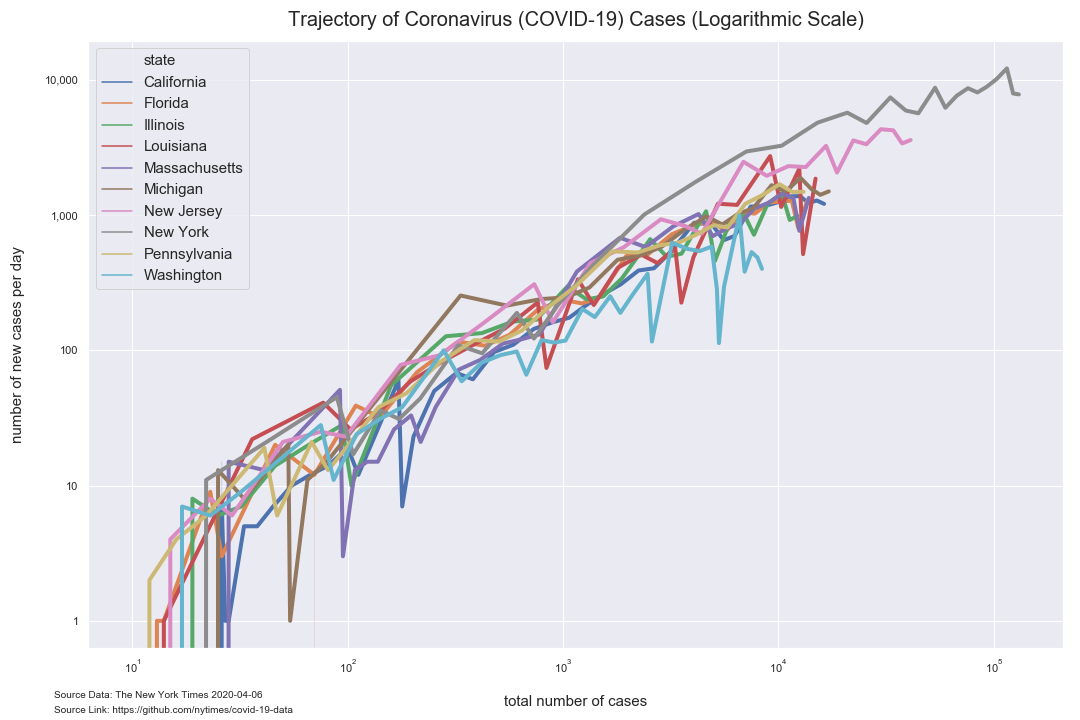 Trajectory of Coronavirus (COVID-19) Cases (Logarithmic Scale)
state
California
Florida
Illinois
Louisiana
Massachusetts
Michigan
New Jersey
New York
Pennsylvania
Washington
number of new cases per day
10,000
1,000
100
10
1
10¹
10²
10³
10⁴
10⁵
total number of cases
Source Data: The New York Times 2020-04-06
Source Link: https://github.com/nytimes/covid-19-data